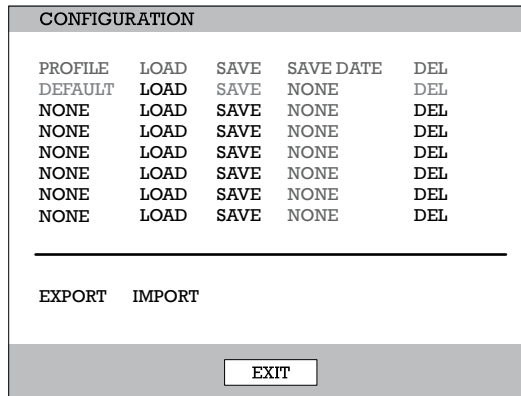 CONFIGURATION
PROFILE LOAD SAVE SAVE DATE DEL
DEFAULT LOAD SAVE NONE DEL
NONE LOAD SAVE NONE DEL
NONE LOAD SAVE NONE DEL
NONE LOAD SAVE NONE DEL
NONE LOAD SAVE NONE DEL
NONE LOAD SAVE NONE DEL
NONE LOAD SAVE NONE DEL
EXPORT IMPORT
EXIT